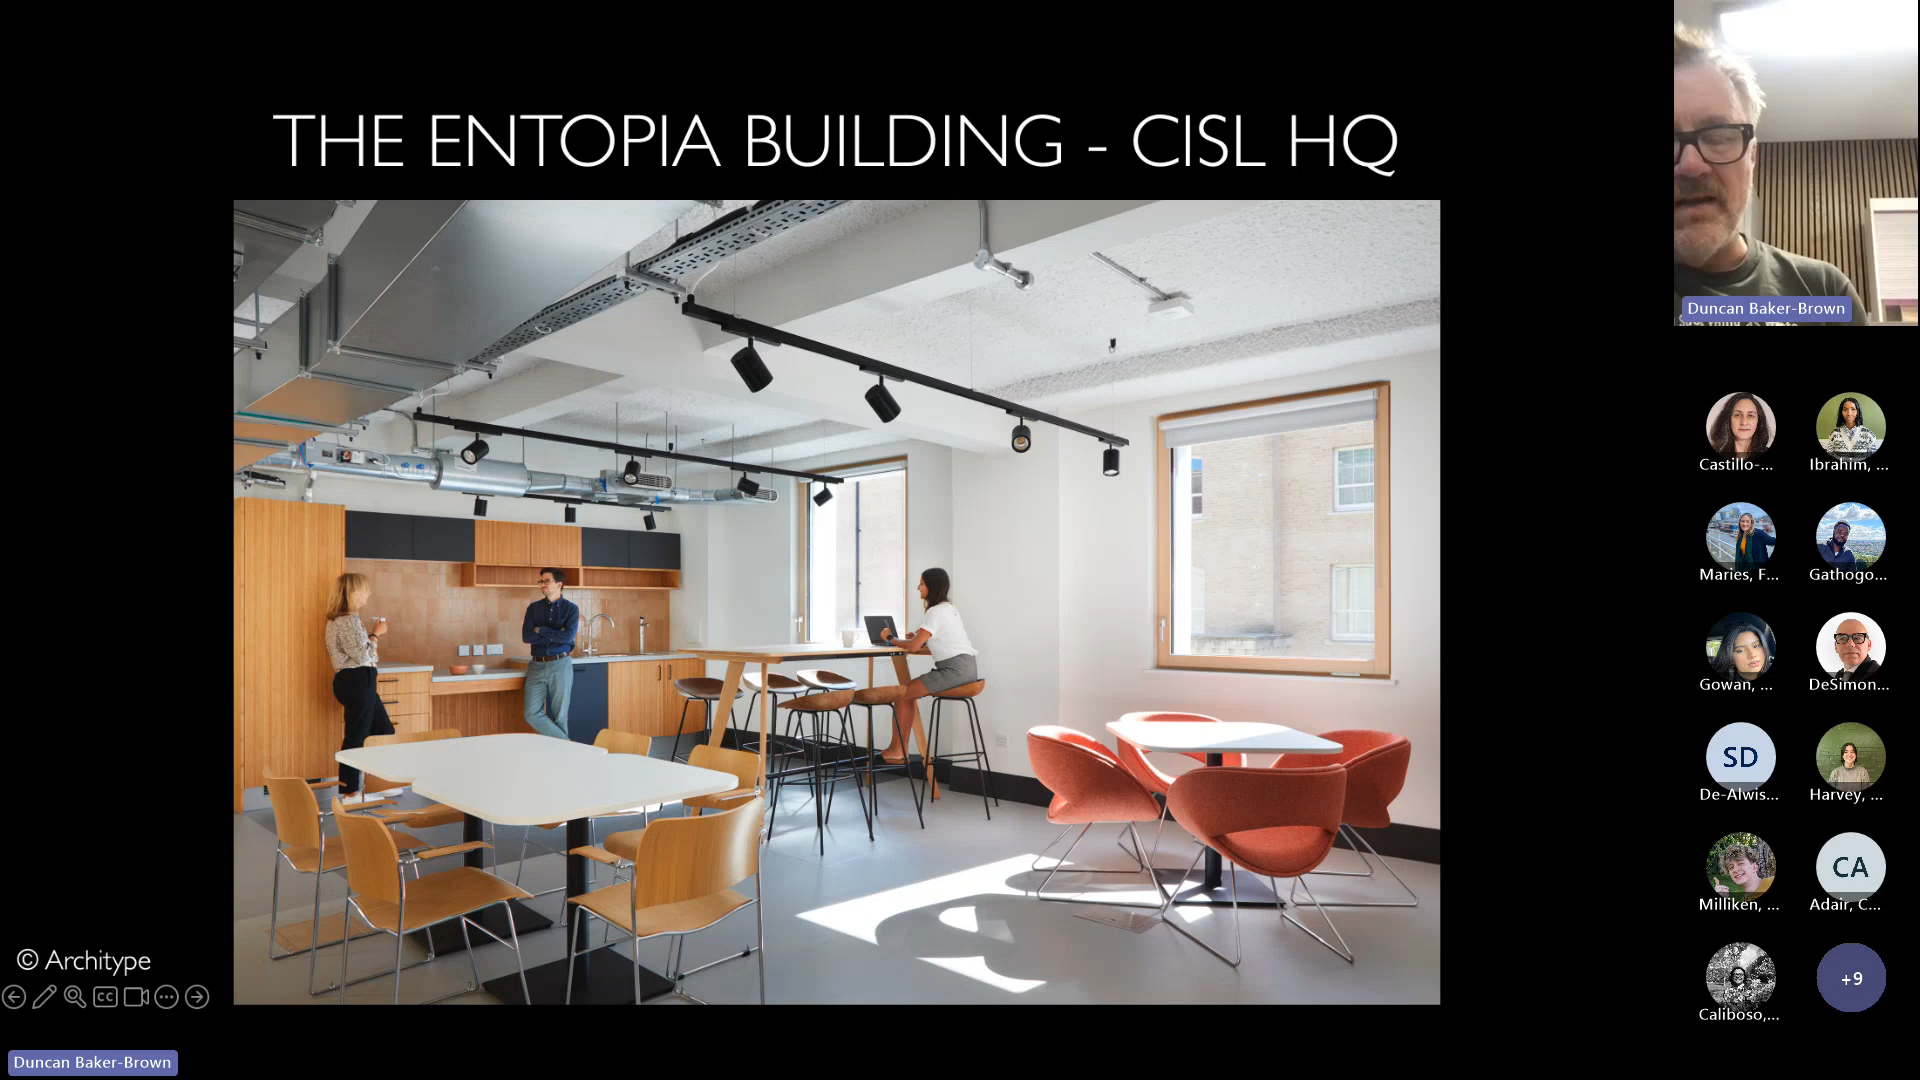 THE ENTOPIA BUILDING - CISL HQ
Duncan Baker-Brown
Castillo-...
Ibrahim, ...
Maries, F...
Gathogo...
Gowan, ...
DeSimon...
SD
De-Alwis...
Harvey, ...
CA
Milliken, ...
Adair, C...
Caliboso,...
+9
© Architype
CC
Duncan Baker-Brown